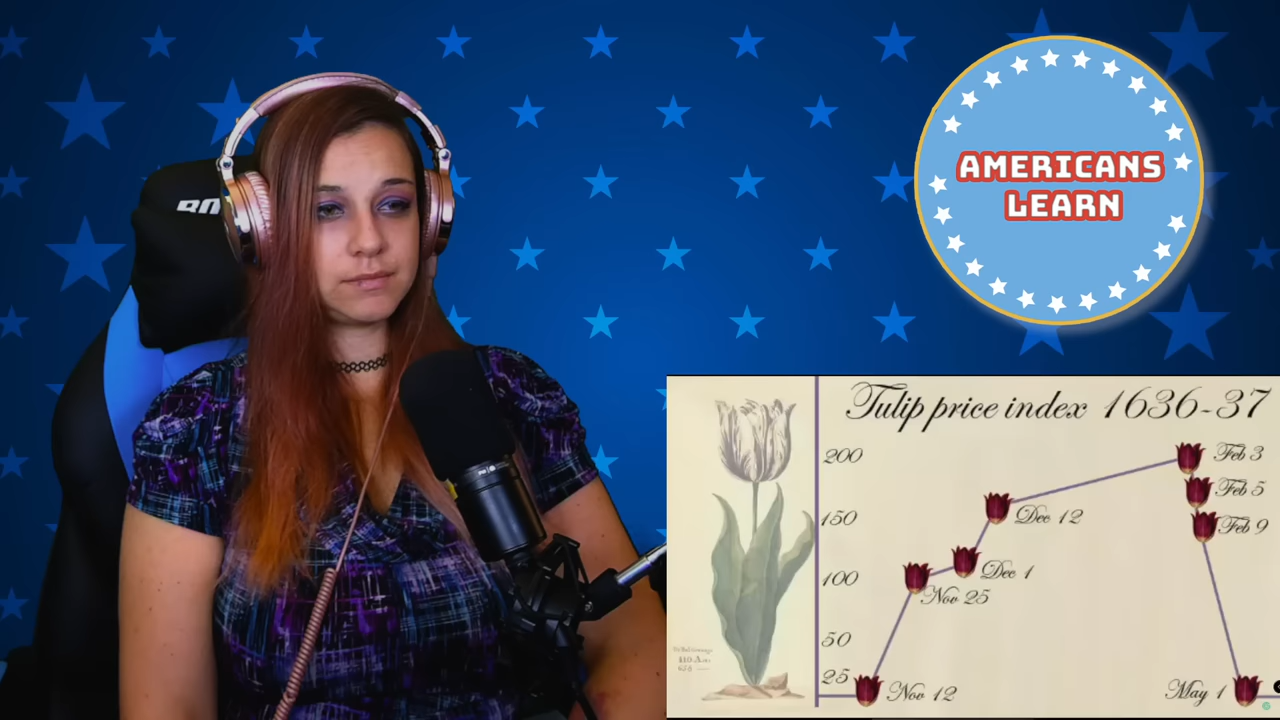 AMERICANS
LEARN
Tulip price index 1636-37
200
Feb 3
Feb 5
150
Dec 12
Feb 9
100
Dec 1
Nov 25
50
25
Nov 12
May 1